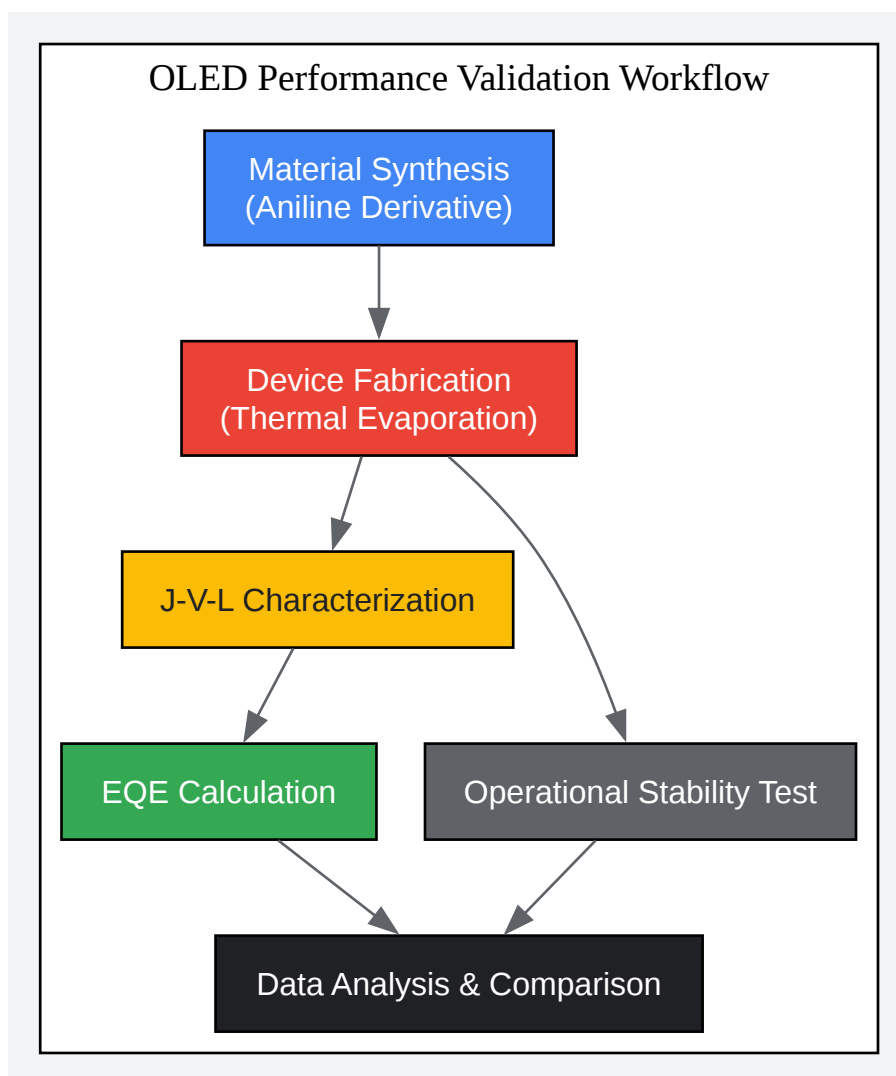 OLED Performance Validation Workflow
Material Synthesis
(Aniline Derivative)
Device Fabrication
(Thermal Evaporation)
J-V-L Characterization
EQE Calculation
Operational Stability Test
Data Analysis & Comparison